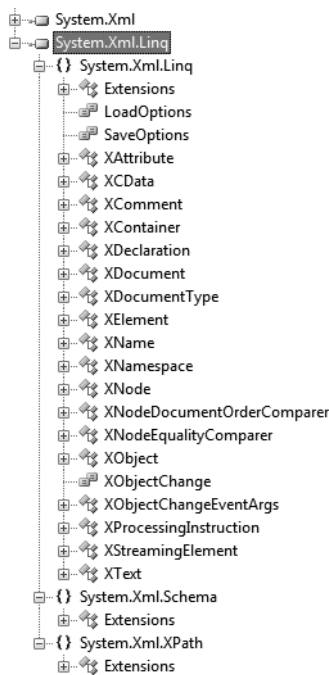 System.Xml
System.Xml.Linq
System.Xml.Linq
Extensions
LoadOptions
SaveOptions
XAttribute
XCData
XComment
XContainer
XDeclaration
XDocument
XDocumentType
XElement
XName
XNamespace
XNode
XNodeDocumentOrderComparer
XNodeEqualityComparer
XObject
XObjectChange
XObjectChangeEventArgs
XProcessingInstruction
XStreamingElement
XText
System.Xml.Schema
Extensions
System.Xml.XPath
Extensions